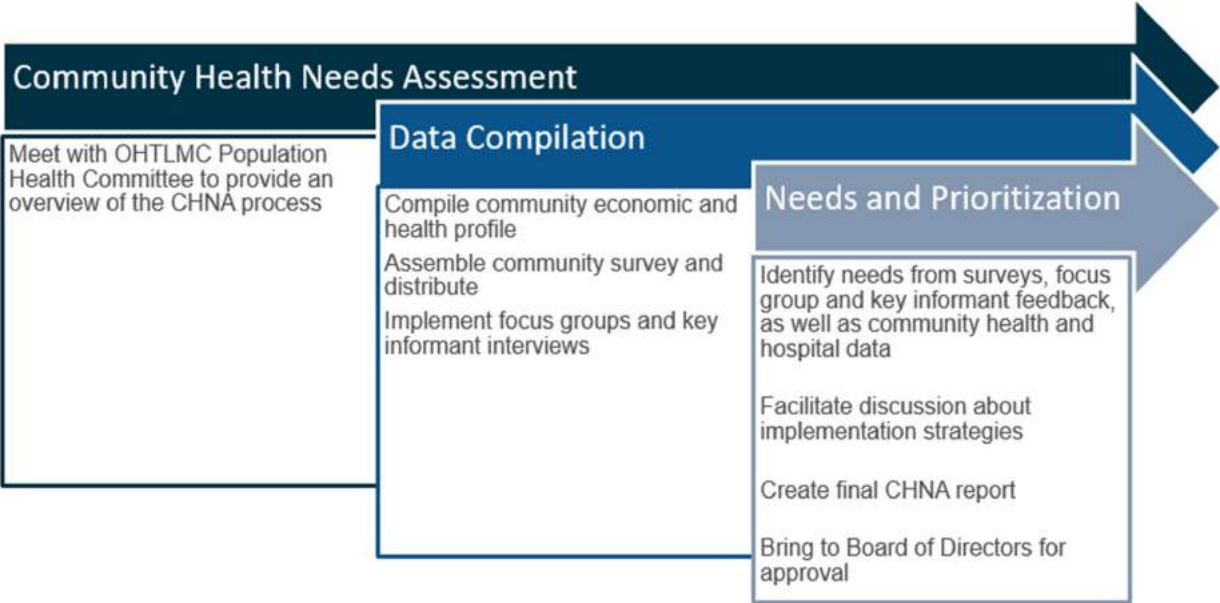 Community Health Needs Assessment
Meet with OHTLMC Population
Health Committee to provide an
overview of the CHNA process
Data Compilation
Compile community economic and
health profile
Assemble community survey and
distribute
Implement focus groups and key
informant interviews
Needs and Prioritization
Identify needs from surveys, focus
group and key informant feedback,
as well as community health and
hospital data
Facilitate discussion about
implementation strategies
Create final CHNA report
Bring to Board of Directors for
approval